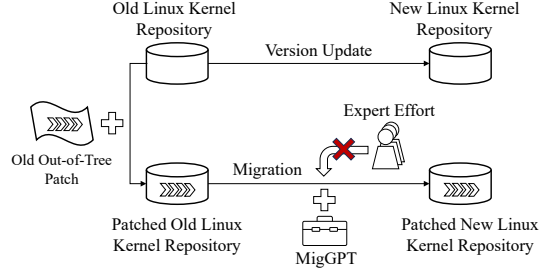 Old Linux Kernel
Repository
New Linux Kernel
Repository
Version Update
Expert Effort
Old Out-of-Tree
Patch
Migration
Patched Old Linux
Kernel Repository
MigGPT
Patched New Linux
Kernel Repository